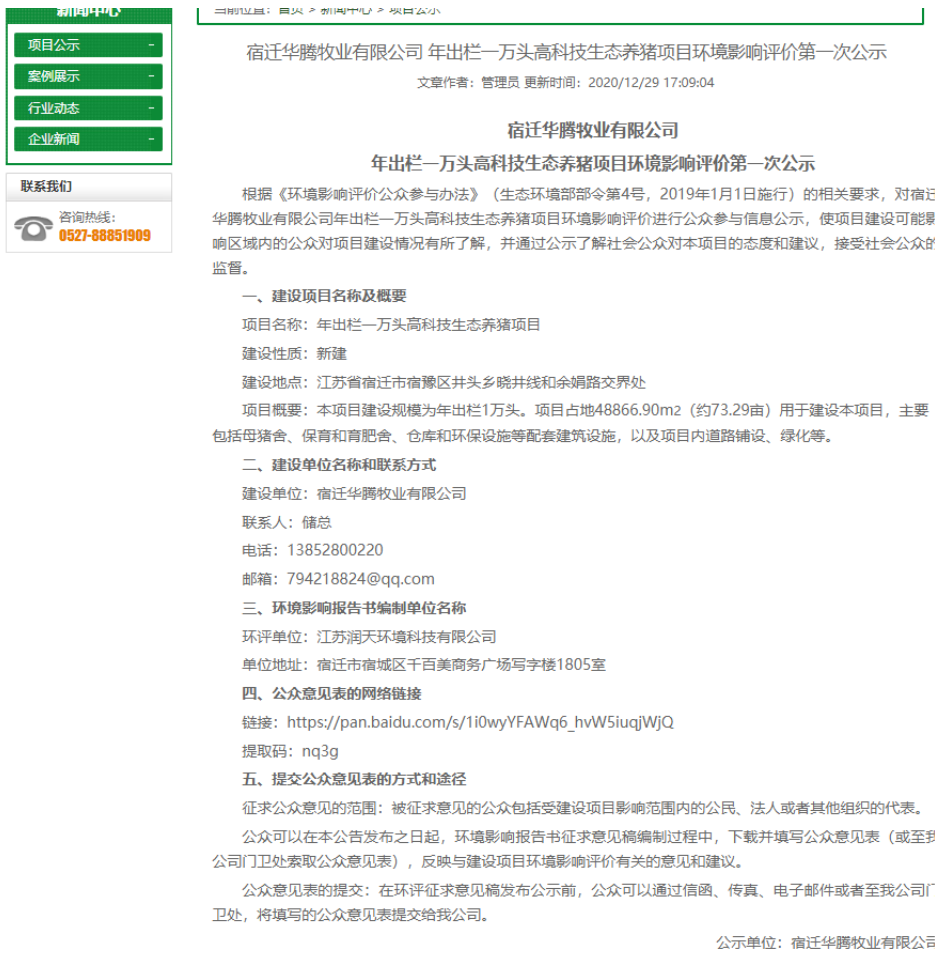 新闻中心
当前位置：首页 > 新闻中心 > 项目公示
项目公示 -
案例展示 -
行业动态 -
企业新闻 -
联系我们
咨询热线：
0527-88851909
宿迁华腾牧业有限公司 年出栏一万头高科技生态养猪项目环境影响评价第一次公示
文章作者：管理员 更新时间：2020/12/29 17:09:04
宿迁华腾牧业有限公司
年出栏一万头高科技生态养猪项目环境影响评价第一次公示
根据《环境影响评价公众参与办法》（生态环境部部令第4号，2019年1月1日施行）的相关要求，对宿迁
华腾牧业有限公司年出栏一万头高科技生态养猪项目环境影响评价进行公众参与信息公示，使项目建设可能影
响区域内的公众对项目建设情况有所了解，并通过公示了解社会公众对本项目的态度和建议，接受社会公众的
监督。
一、建设项目名称及概要
项目名称：年出栏一万头高科技生态养猪项目
建设性质：新建
建设地点：江苏省宿迁市宿豫区井头乡晓井线和余娟路交界处
项目概要：本项目建设规模为年出栏1万头。项目占地48866.90m2（约73.29亩）用于建设本项目，主要
包括母猪舍、保育和育肥舍、仓库和环保设施等配套建筑设施，以及项目内道路铺设、绿化等。
二、建设单位名称和联系方式
建设单位：宿迁华腾牧业有限公司
联系人：储总
电话：13852800220
邮箱：794218824@qq.com
三、环境影响报告书编制单位名称
环评单位：江苏润天环境科技有限公司
单位地址：宿迁市宿城区千百美商务广场写字楼1805室
四、公众意见表的网络链接
链接：https://pan.baidu.com/s/1i0wyYFAWq6_hvW5iuqjWjQ
提取码：nq3g
五、提交公众意见表的方式和途径
征求公众意见的范围：被征求意见的公众包括受建设项目影响范围内的公民、法人或者其他组织的代表。
公众可以在本公告发布之日起，环境影响报告书征求意见稿编制过程中，下载并填写公众意见表（或至我
公司门卫处索取公众意见表），反映与建设项目环境影响评价有关的意见和建议。
公众意见表的提交：在环评征求意见稿发布公示前，公众可以通过信函、传真、电子邮件或者至我公司门
卫处，将填写的公众意见表提交给我公司。
公示单位：宿迁华腾牧业有限公司